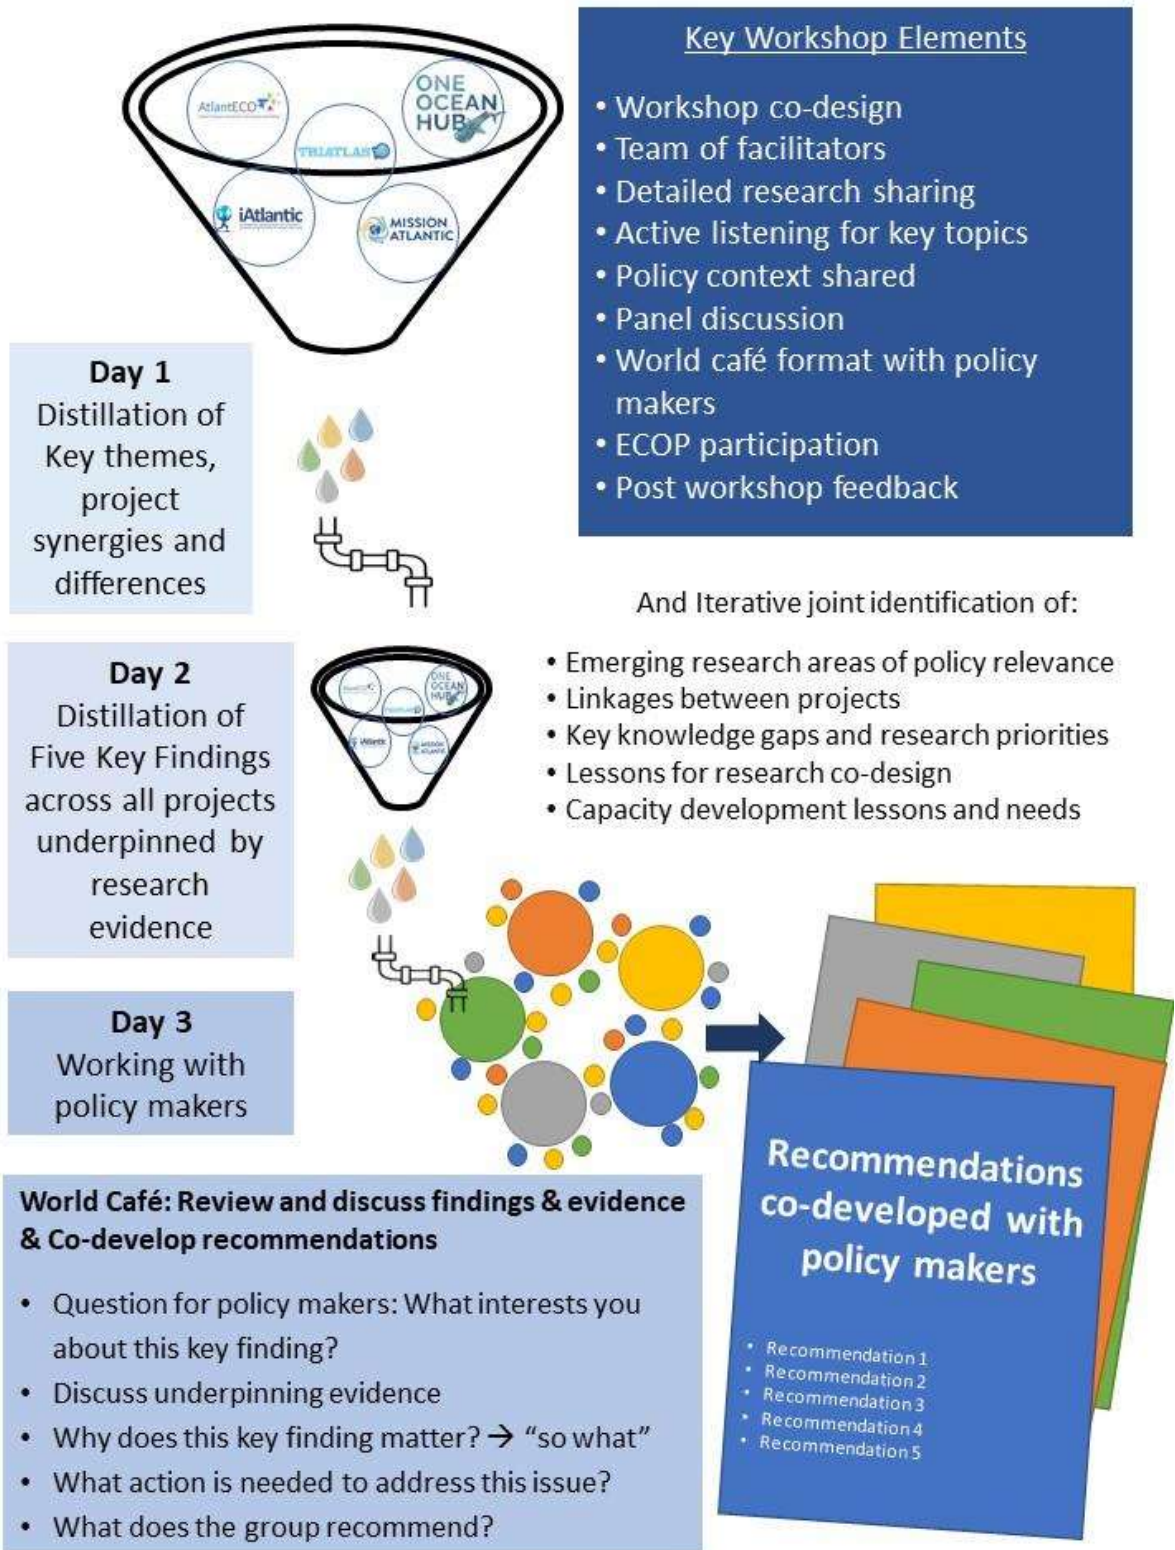 AtlantECO
ONE
OCEAN
HUB
TRIATLAS
iAtlantic
MISSION
ATLANTIC
Key Workshop Elements
• Workshop co-design
• Team of facilitators
• Detailed research sharing
• Active listening for key topics
• Policy context shared
• Panel discussion
• World café format with policy
makers
• ECOP participation
• Post workshop feedback
Day 1
Distillation of
Key themes,
project
synergies and
differences
And Iterative joint identification of:
• Emerging research areas of policy relevance
• Linkages between projects
• Key knowledge gaps and research priorities
• Lessons for research co-design
• Capacity development lessons and needs
Day 2
Distillation of
Five Key Findings
across all projects
underpinned by
research
evidence
ONE
OCEAN
HUB
iAtlantic
MISSION
ATLANTIC
Day 3
Working with
policy makers
World Café: Review and discuss findings & evidence
& Co-develop recommendations
• Question for policy makers: What interests you
about this key finding?
• Discuss underpinning evidence
• Why does this key finding matter? → “so what”
• What action is needed to address this issue?
• What does the group recommend?
Recommendations
co-developed with
policy makers
• Recommendation 1
• Recommendation 2
• Recommendation 3
• Recommendation 4
• Recommendation 5